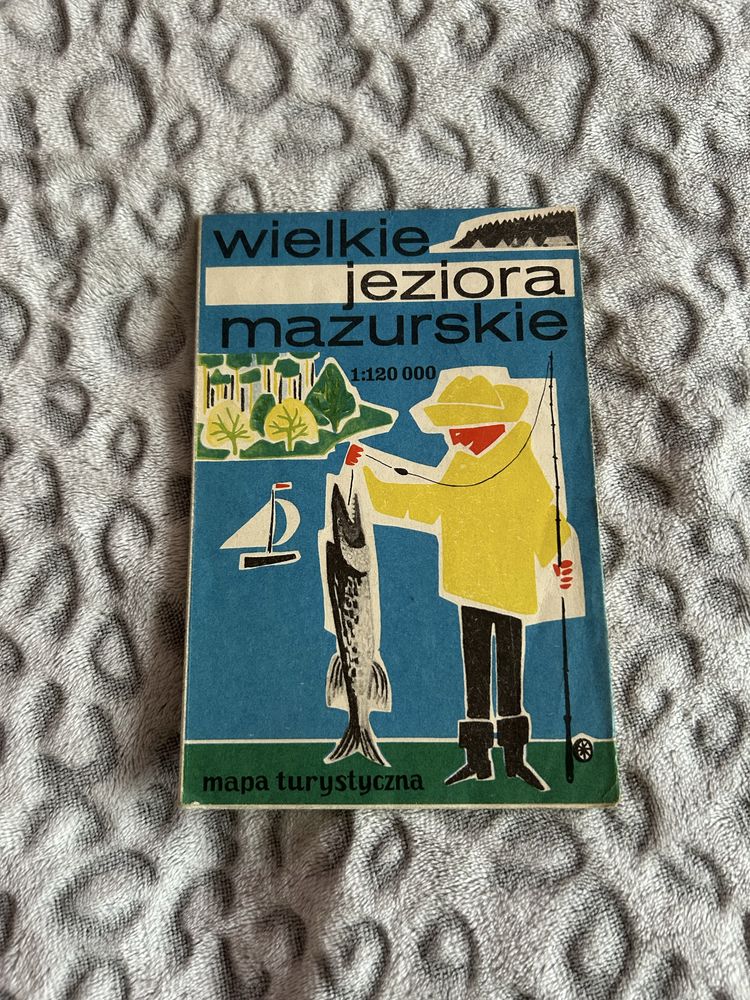 wielkie
jeziora
mazurskie
1:120 000
mapa turystyczna